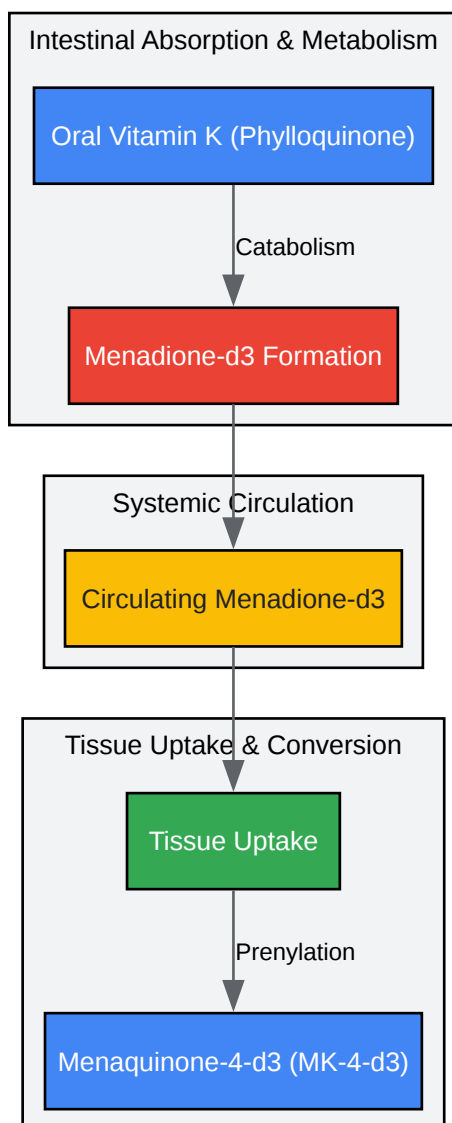 Intestinal Absorption & Metabolism
Oral Vitamin K (Phylloquinone)
Catabolism
Menadione-d3 Formation
Systemic Circulation
Circulating Menadione-d3
Tissue Uptake & Conversion
Tissue Uptake
Prenylation
Menaquinone-4-d3 (MK-4-d3)